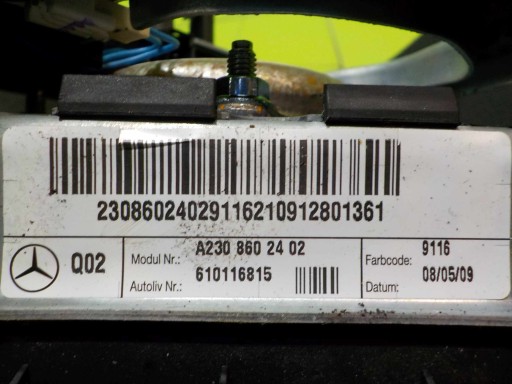 23086024029116210912801361
Q02
Modul Nr.: A230 860 24 02
Autoliv Nr.: 610116815
Farbcode: 9116
Datum: 08/05/09